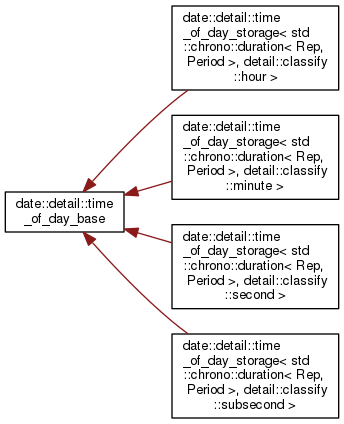 date::detail::time
_of_day_storage< std
::chrono::duration< Rep,
Period >, detail::classify
::hour >
date::detail::time
_of_day_storage< std
::chrono::duration< Rep,
Period >, detail::classify
::minute >
date::detail::time
_of_day_base
date::detail::time
_of_day_storage< std
::chrono::duration< Rep,
Period >, detail::classify
::second >
date::detail::time
_of_day_storage< std
::chrono::duration< Rep,
Period >, detail::classify
::subsecond >